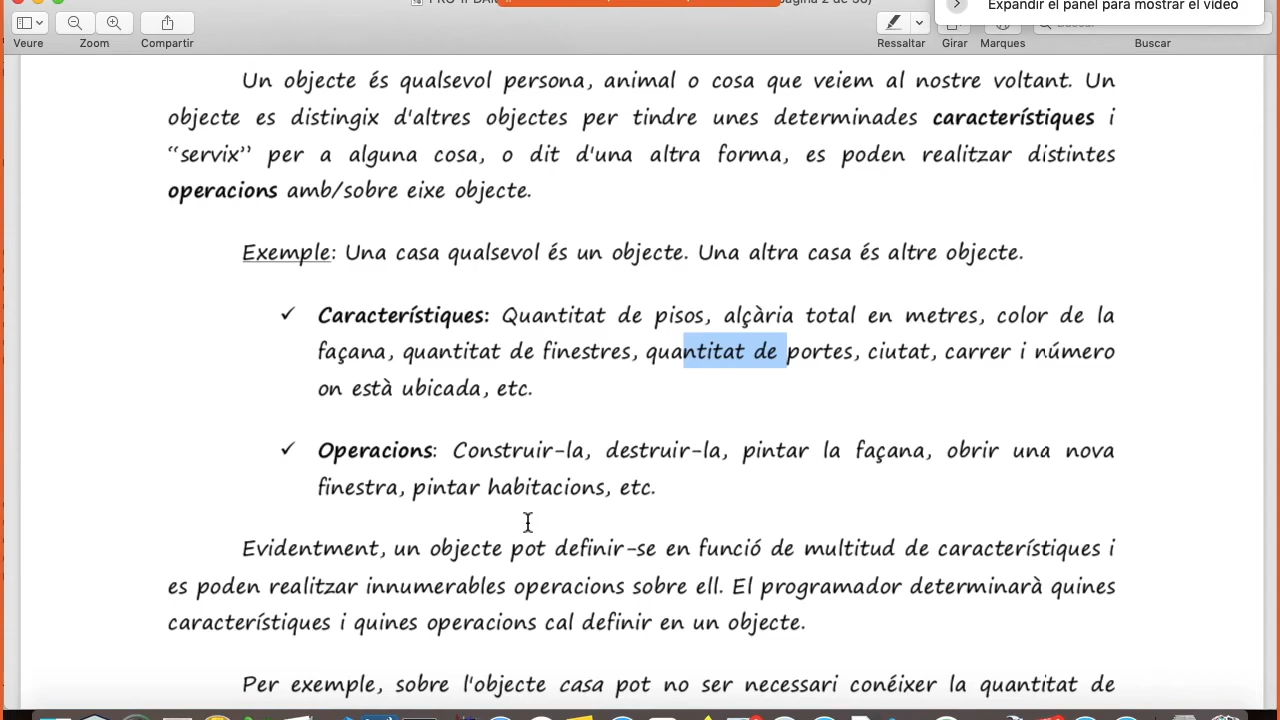 Expandir el panel para mostrar el vídeo
Veure
Zoom
Compartir
Ressaltar
Girar
Marques
Buscar
Un objecte és qualsevol persona, animal o cosa que veiem al nostre voltant. Un
objecte es distingix d'altres objectes per tindre unes determinades característiques i
“servix” per a alguna cosa, o dit d'una altra forma, es poden realitzar distintes
operacions amb/sobre eixe objecte.
Exemple: Una casa qualsevol és un objecte. Una altra casa és altre objecte.
✓ Característiques: Quantitat de pisos, alçària total en metres, color de la
façana, quantitat de finestres, quantitat de portes, ciutat, carrer i número
on està ubicada, etc.
✓ Operacions: Construir-la, destruir-la, pintar la façana, obrir una nova
finestra, pintar habitacions, etc.
Evidentment, un objecte pot definir-se en funció de multitud de característiques i
es poden realitzar innumerables operacions sobre ell. El programador determinarà quines
característiques i quines operacions cal definir en un objecte.
Per exemple, sobre l'objecte casa pot no ser necessari conéixer la quantitat de